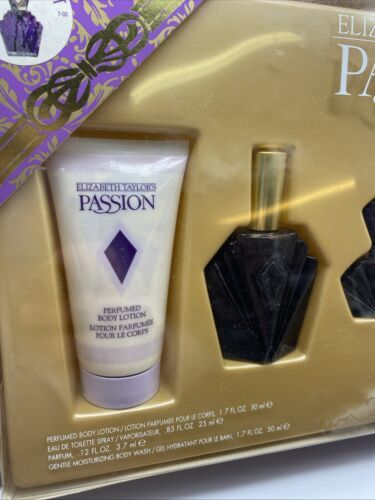 7-03
ELIZ
PA
ELIZABETH TAYLOR'S
PASSION
PERFUMED
BODY LOTION
LOTION PARFUMÉE
POUR LE CORPS
PERFUMED BODY LOTION / LOTION PARFUMEE POUR LE CORPS, 1.7 FL. OZ. 50 ml e
EAU DE TOILETTE SPRAY / VAPORISATEUR, .85 FL. OZ. 25 ml
PARFUM, .12 FL. OZ. 3.7 ml e
GENTLE MOISTURIZING BODY WASH / GEL HYDRATANT POUR LE BAIN, 1.7 FL. OZ. 50 ml e